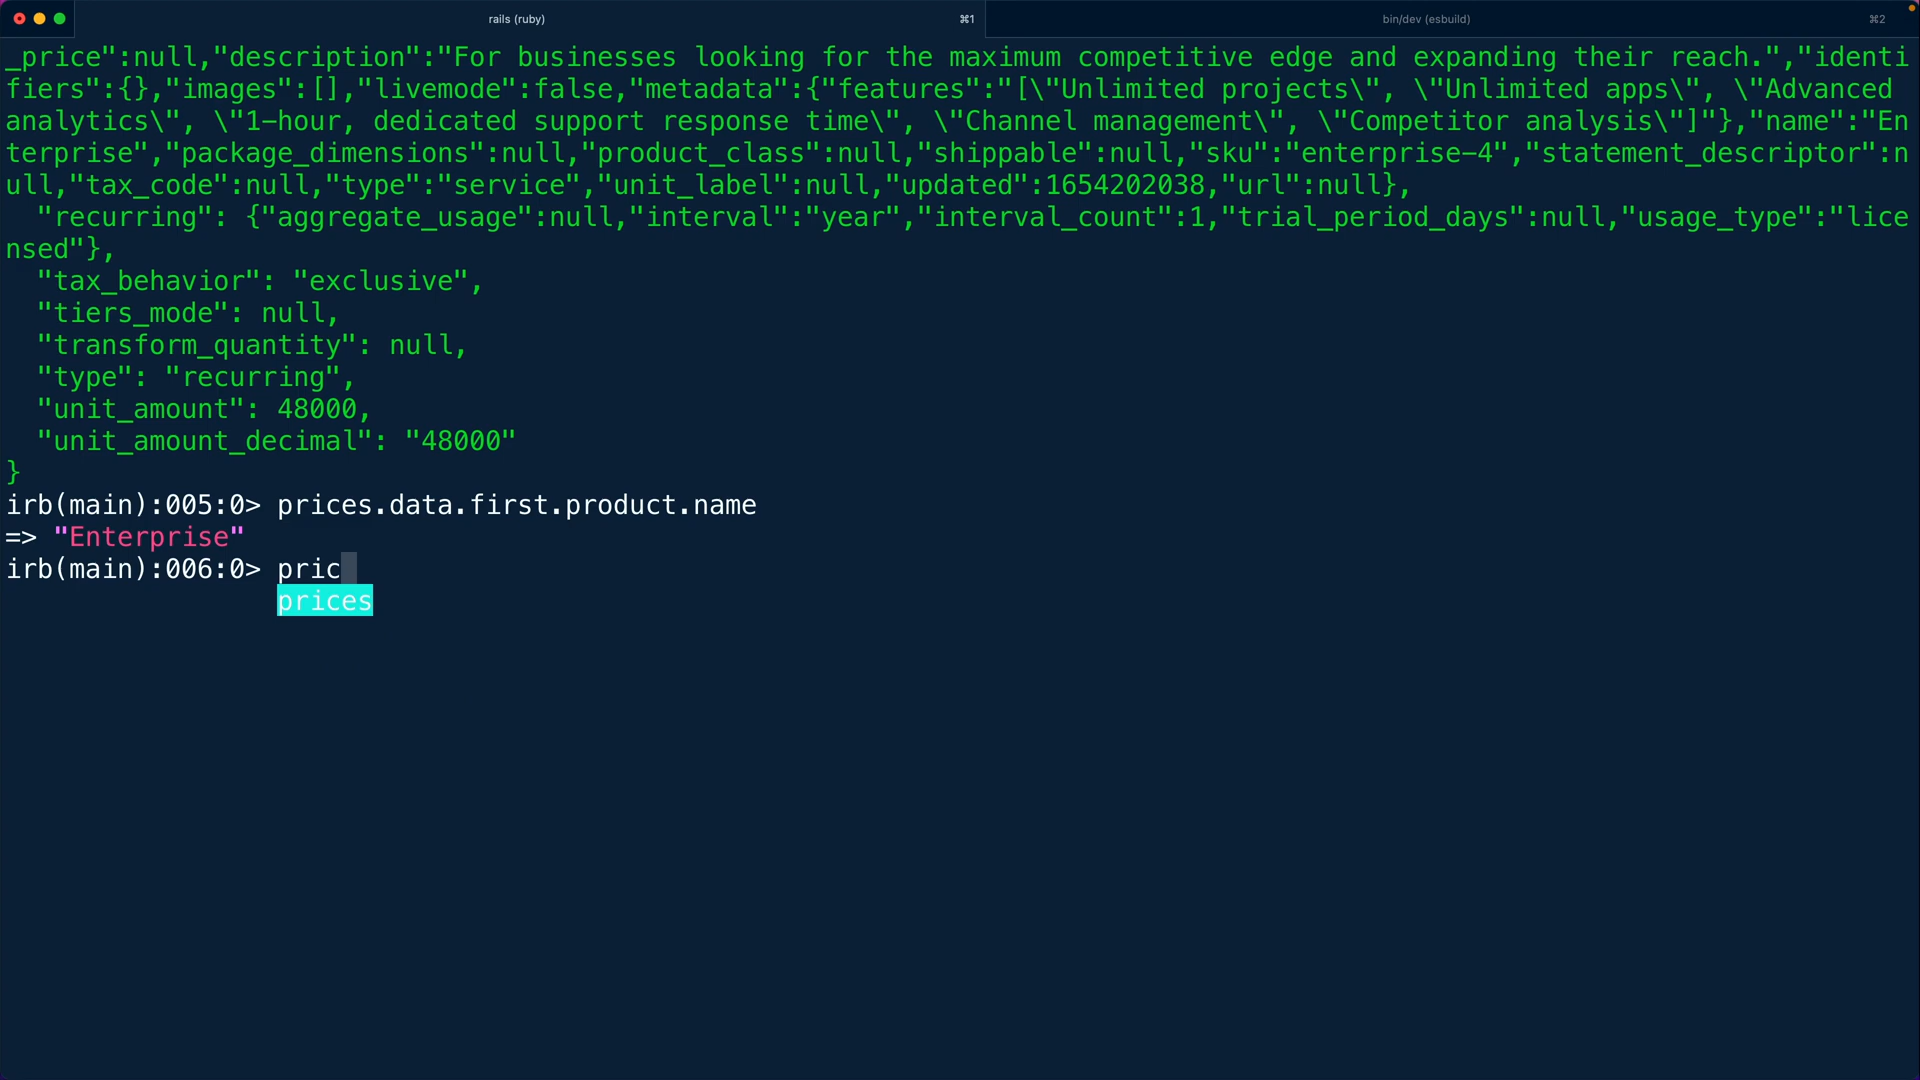 rails (ruby)
⌘1
bin/dev (esbuild)
⌘2
_price":null,"description":"For businesses looking for the maximum competitive edge and expanding their reach.","identi
fiers":{},"images":[],"livemode":false,"metadata":{"features":"[\"Unlimited projects\", \"Unlimited apps\", \"Advanced
analytics\", \"1-hour, dedicated support response time\", \"Channel management\", \"Competitor analysis\"]"},"name":"En
terprise","package_dimensions":null,"product_class":null,"shippable":null,"sku":"enterprise-4","statement_descriptor":n
ull,"tax_code":null,"type":"service","unit_label":null,"updated":1654202038,"url":null},
  "recurring": {"aggregate_usage":null,"interval":"year","interval_count":1,"trial_period_days":null,"usage_type":"lice
nsed"},
  "tax_behavior": "exclusive",
  "tiers_mode": null,
  "transform_quantity": null,
  "type": "recurring",
  "unit_amount": 48000,
  "unit_amount_decimal": "48000"
}
irb(main):005:0> prices.data.first.product.name
=> "Enterprise"
irb(main):006:0> pric
prices